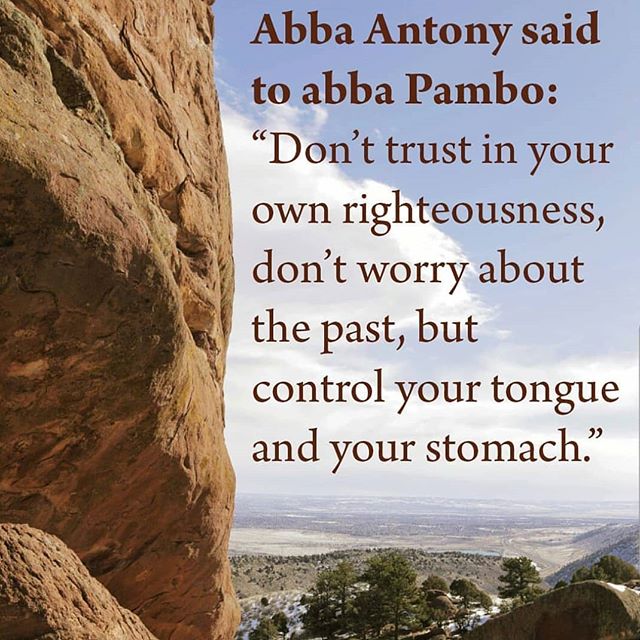 Abba Antony said
to abba Pambo:
“Don’t trust in your
own righteousness,
don’t worry about
the past, but
control your tongue
and your stomach.”